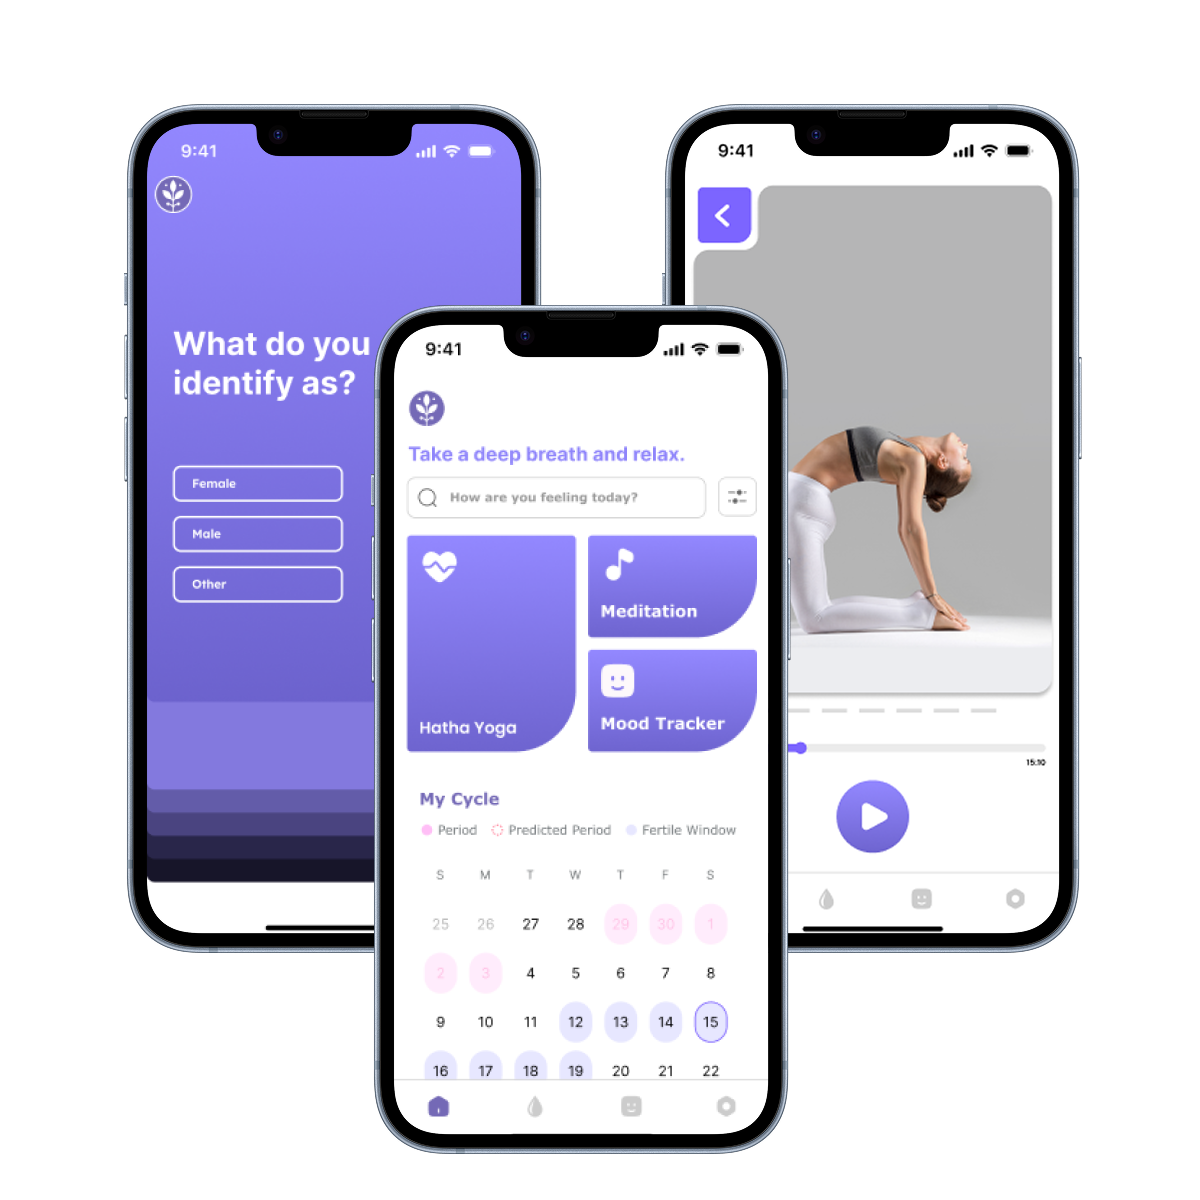 9:41
What do you
identify as?
Female
Male
Other
9:41
Take a deep breath and relax.
How are you feeling today?
Hatha Yoga
Meditation
Mood Tracker
My Cycle
Period Predicted Period Fertile Window
S M T W T F S
25 26 27 28 29 30 1
2 3 4 5 6 7 8
9 10 11 12 13 14 15
16 17 18 19 20 21 22
9:41
15:10